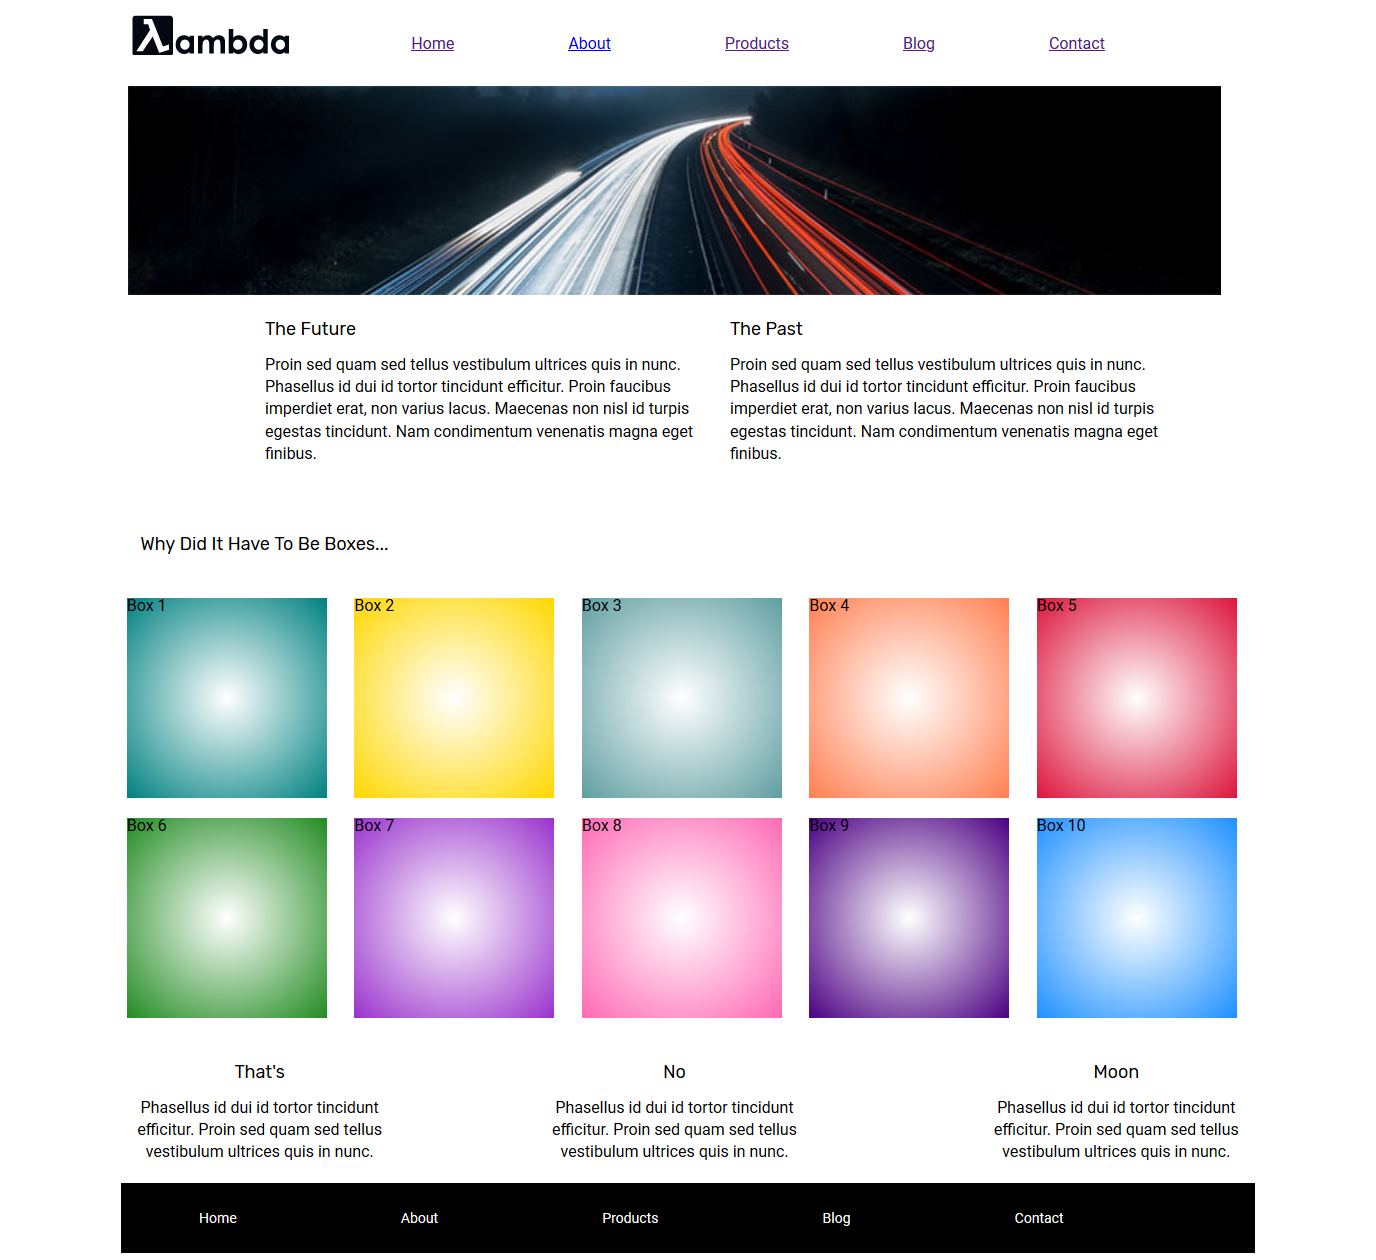 λambda
Home About Products Blog Contact
The Future
Proin sed quam sed tellus vestibulum ultrices quis in nunc.
Phasellus id dui id tortor tincidunt efficitur. Proin faucibus
imperdiet erat, non varius lacus. Maecenas non nisl id turpis
egestas tincidunt. Nam condimentum venenatis magna eget
finibus.
The Past
Proin sed quam sed tellus vestibulum ultrices quis in nunc.
Phasellus id dui id tortor tincidunt efficitur. Proin faucibus
imperdiet erat, non varius lacus. Maecenas non nisl id turpis
egestas tincidunt. Nam condimentum venenatis magna eget
finibus.
Why Did It Have To Be Boxes...
Box 1 Box 2 Box 3 Box 4 Box 5
Box 6 Box 7 Box 8 Box 9 Box 10
That's
Phasellus id dui id tortor tincidunt
efficitur. Proin sed quam sed tellus
vestibulum ultrices quis in nunc.
No
Phasellus id dui id tortor tincidunt
efficitur. Proin sed quam sed tellus
vestibulum ultrices quis in nunc.
Moon
Phasellus id dui id tortor tincidunt
efficitur. Proin sed quam sed tellus
vestibulum ultrices quis in nunc.
Home About Products Blog Contact